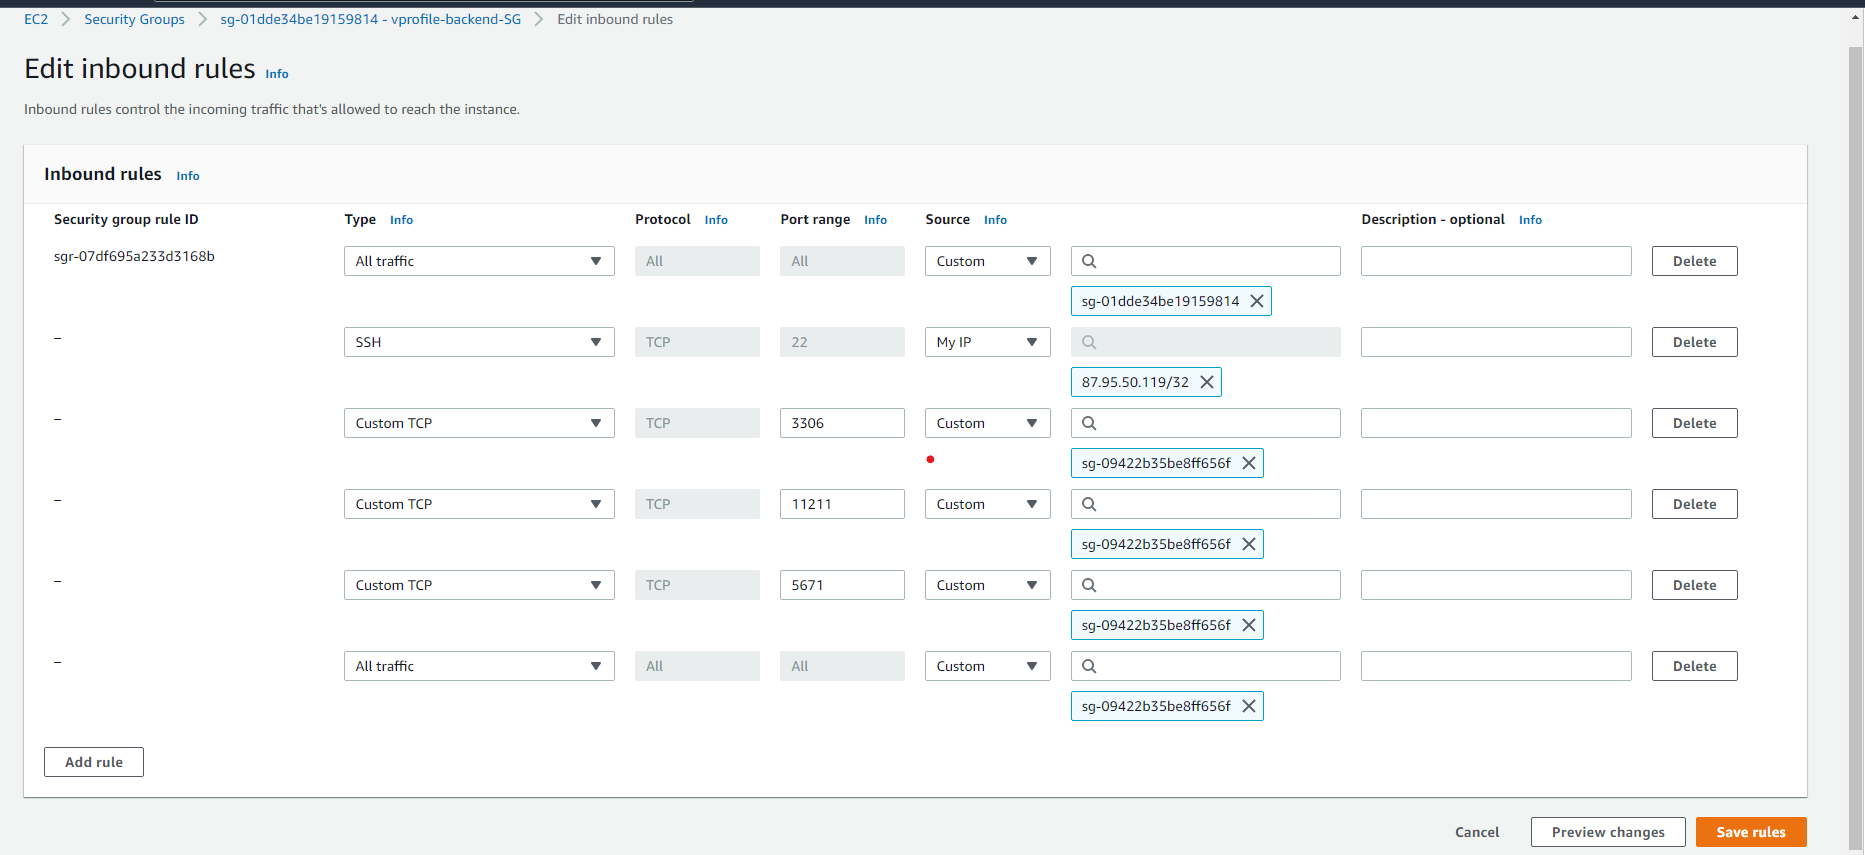 EC2 > Security Groups > sg-01dde34be19159814 - vprofile-backend-SG > Edit inbound rules
Edit inbound rules Info
Inbound rules control the incoming traffic that's allowed to reach the instance.
Inbound rules Info
Security group rule ID Type Info Protocol Info Port range Info Source Info Description - optional Info
sgr-07df695a233d3168b All traffic All All Custom Delete
sg-01dde34be19159814
– SSH TCP 22 My IP Delete
87.95.50.119/32
– Custom TCP TCP 3306 Custom Delete
sg-09422b35be8ff656f
– Custom TCP TCP 11211 Custom Delete
sg-09422b35be8ff656f
– Custom TCP TCP 5671 Custom Delete
sg-09422b35be8ff656f
– All traffic All All Custom Delete
sg-09422b35be8ff656f
Add rule
Cancel Preview changes Save rules